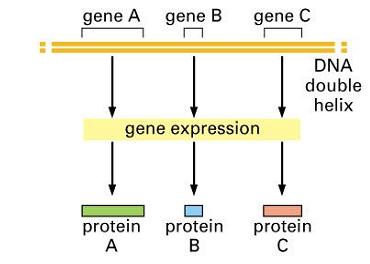 gene A
gene B
gene C
DNA
double
helix
gene expression
protein
A
protein
B
protein
C